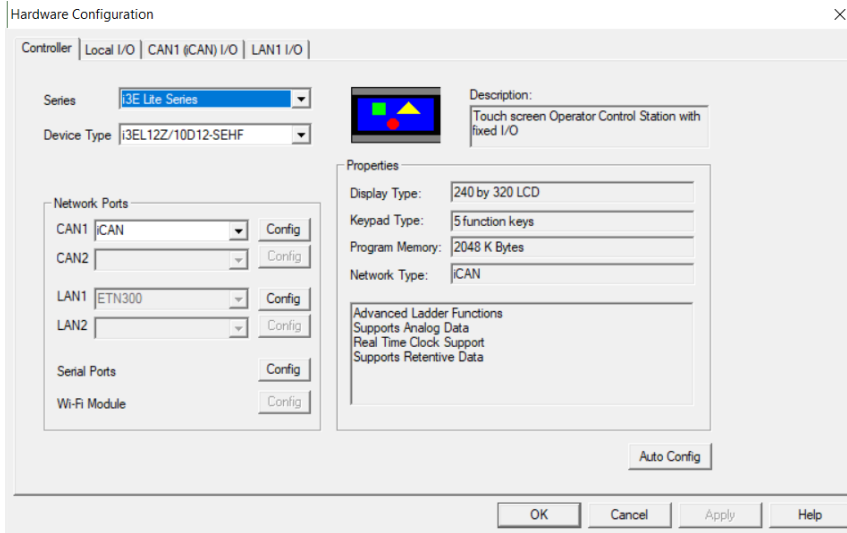 Hardware Configuration
Controller
Local I/O
CAN1 (iCAN) I/O
LAN1 I/O
Series
i3E Lite Series
Device Type
i3EL12Z/10D12-SEHF
Description:
Touch screen Operator Control Station with
fixed I/O
Network Ports
CAN1
iCAN
Config
CAN2
Config
LAN1
ETN300
Config
LAN2
Config
Serial Ports
Config
Wi-Fi Module
Config
Properties
Display Type:
240 by 320 LCD
Keypad Type:
5 function keys
Program Memory:
2048 K Bytes
Network Type:
iCAN
Advanced Ladder Functions
Supports Analog Data
Real Time Clock Support
Supports Retentive Data
Auto Config
OK
Cancel
Apply
Help